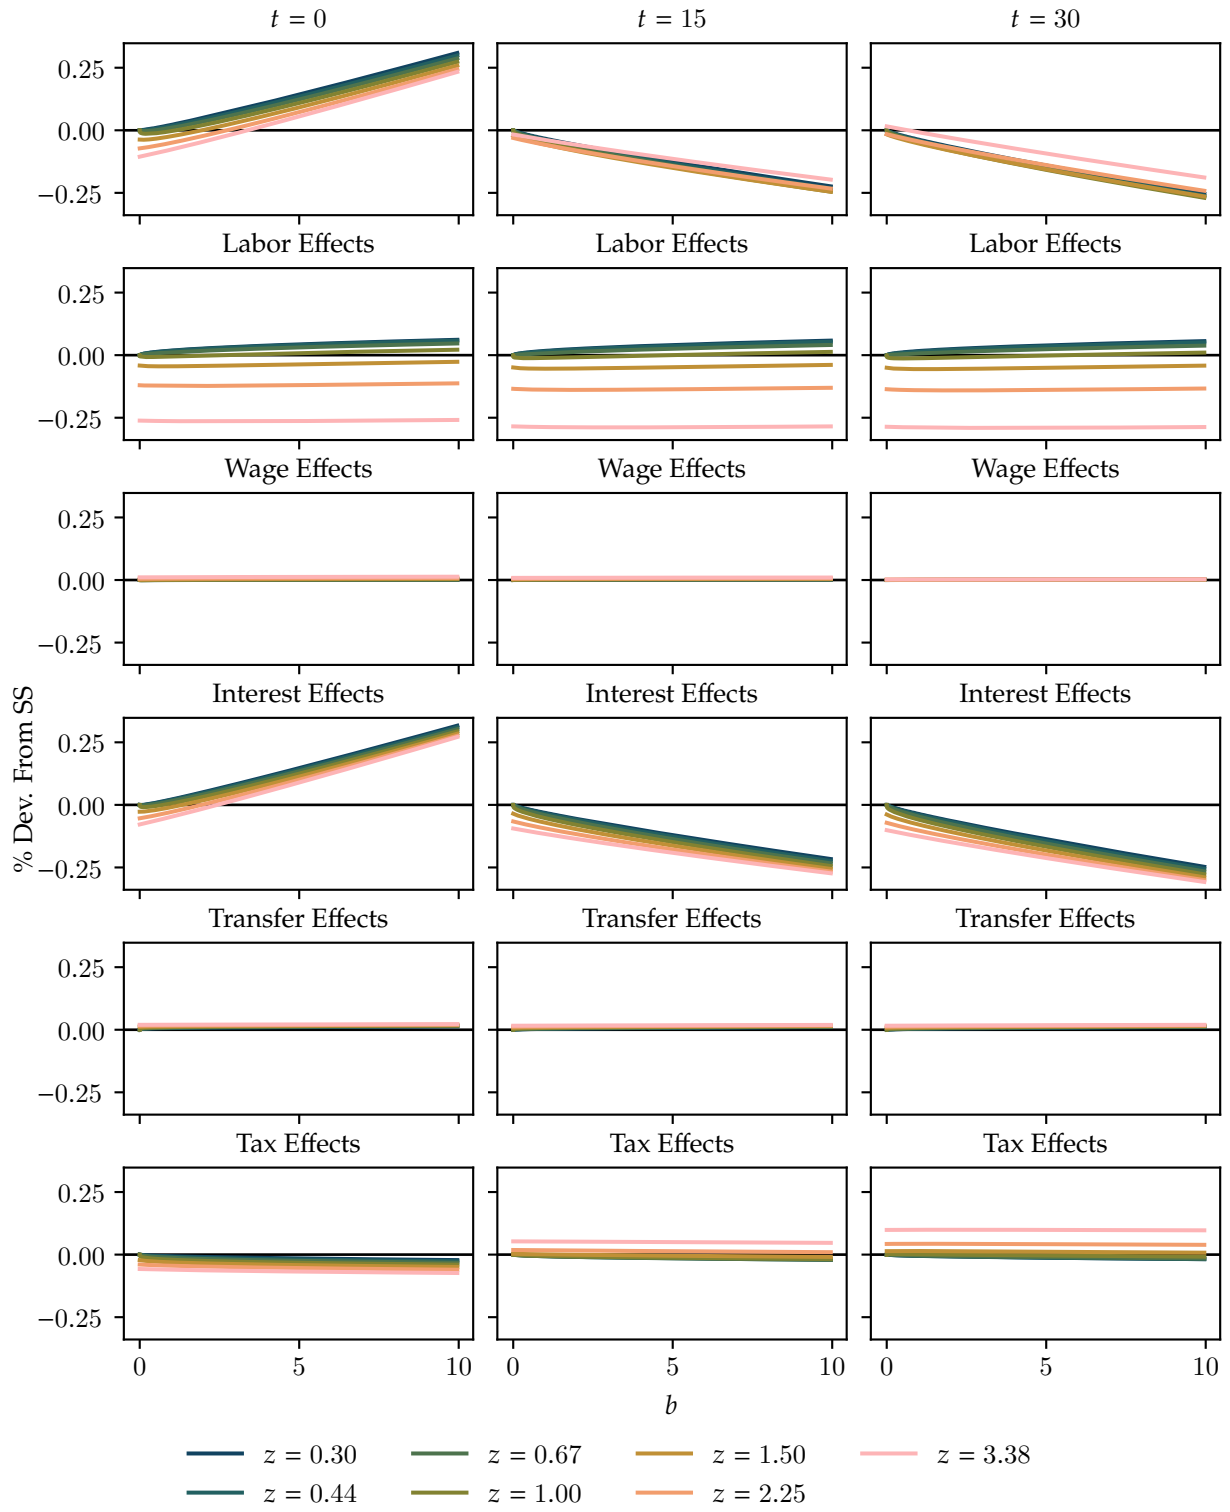 t = 0 t = 15 t = 30
0.25
0.00
−0.25
Labor Effects Labor Effects Labor Effects
0.25
0.00
−0.25
Wage Effects Wage Effects Wage Effects
0.25
0.00
−0.25
Interest Effects Interest Effects Interest Effects
0.25
0.00
−0.25
% Dev. From SS
Transfer Effects Transfer Effects Transfer Effects
0.25
0.00
−0.25
Tax Effects Tax Effects Tax Effects
0.25
0.00
−0.25
0 5 10 0 5 10 0 5 10
b
z = 0.30 z = 0.67 z = 1.50 z = 3.38
z = 0.44 z = 1.00 z = 2.25